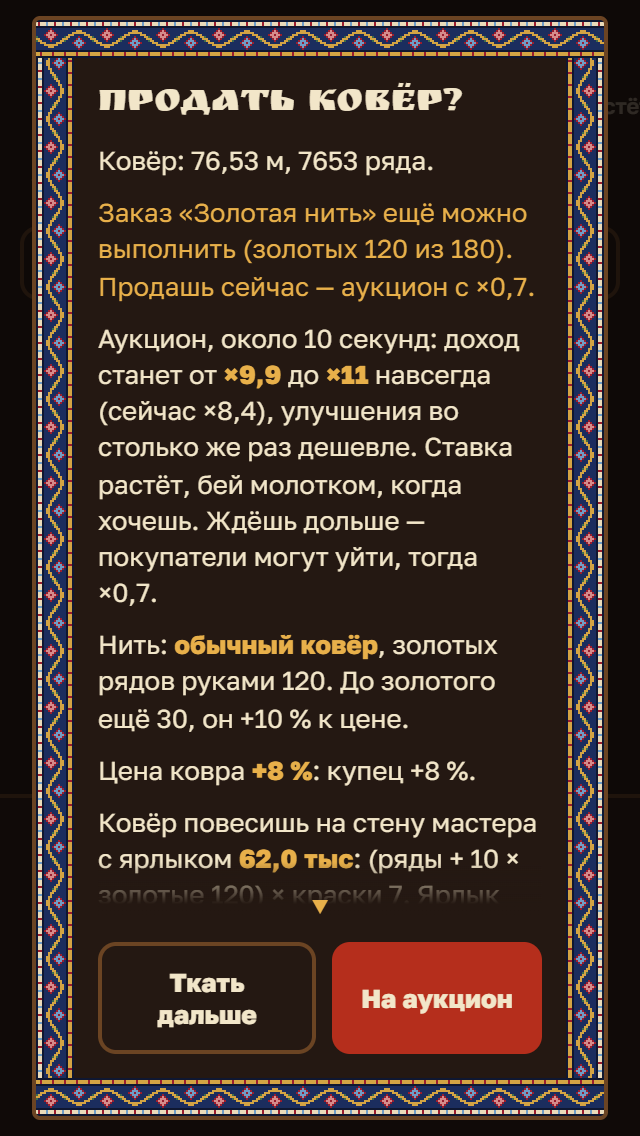 ПРОДАТЬ КОВЁР?
стё
Ковёр: 76,53 м, 7653 ряда.
Заказ «Золотая нить» ещё можно
выполнить (золотых 120 из 180).
Продашь сейчас — аукцион с ×0,7.
Аукцион, около 10 секунд: доход
станет от ×9,9 до ×11 навсегда
(сейчас ×8,4), улучшения во
столько же раз дешевле. Ставка
растёт, бей молотком, когда
хочешь. Ждёшь дольше —
покупатели могут уйти, тогда
×0,7.
Нить: обычный ковёр, золотых
рядов руками 120. До золотого
ещё 30, он +10 % к цене.
Цена ковра +8 %: купец +8 %.
Ковёр повесишь на стену мастера
с ярлыком 62,0 тыс: (ряды + 10 ×
золотые 120) × краски 7. Ярлык
Ткать
дальше
На аукцион